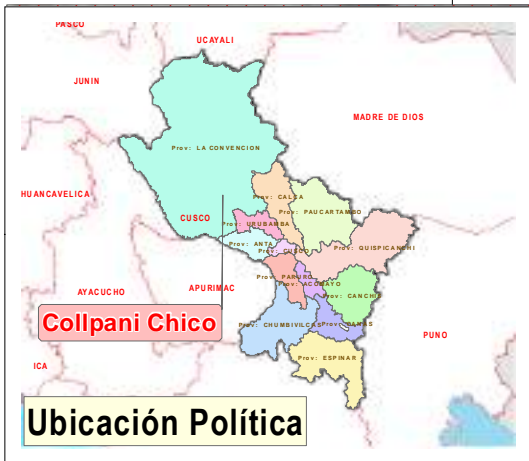 PASCO
UCAYALI
JUNIN
MADRE DE DIOS
Prov: LA CONVENCION
HUANCAVELICA
Prov: CALCA
Prov: PAUCARTAMBO
CUSCO
Prov: URUBAMBA
Prov: ANTA
Prov: CUSCO
Prov: QUISPICANCHI
Prov: PARURO
Prov: ACOMAYO
AYACUCHO
APURIMAC
Prov: CANCHIS
Collpani Chico
Prov: CHUMBIVILCAS
Prov: CANAS
PUNO
Prov: ESPINAR
ICA
Ubicación Política